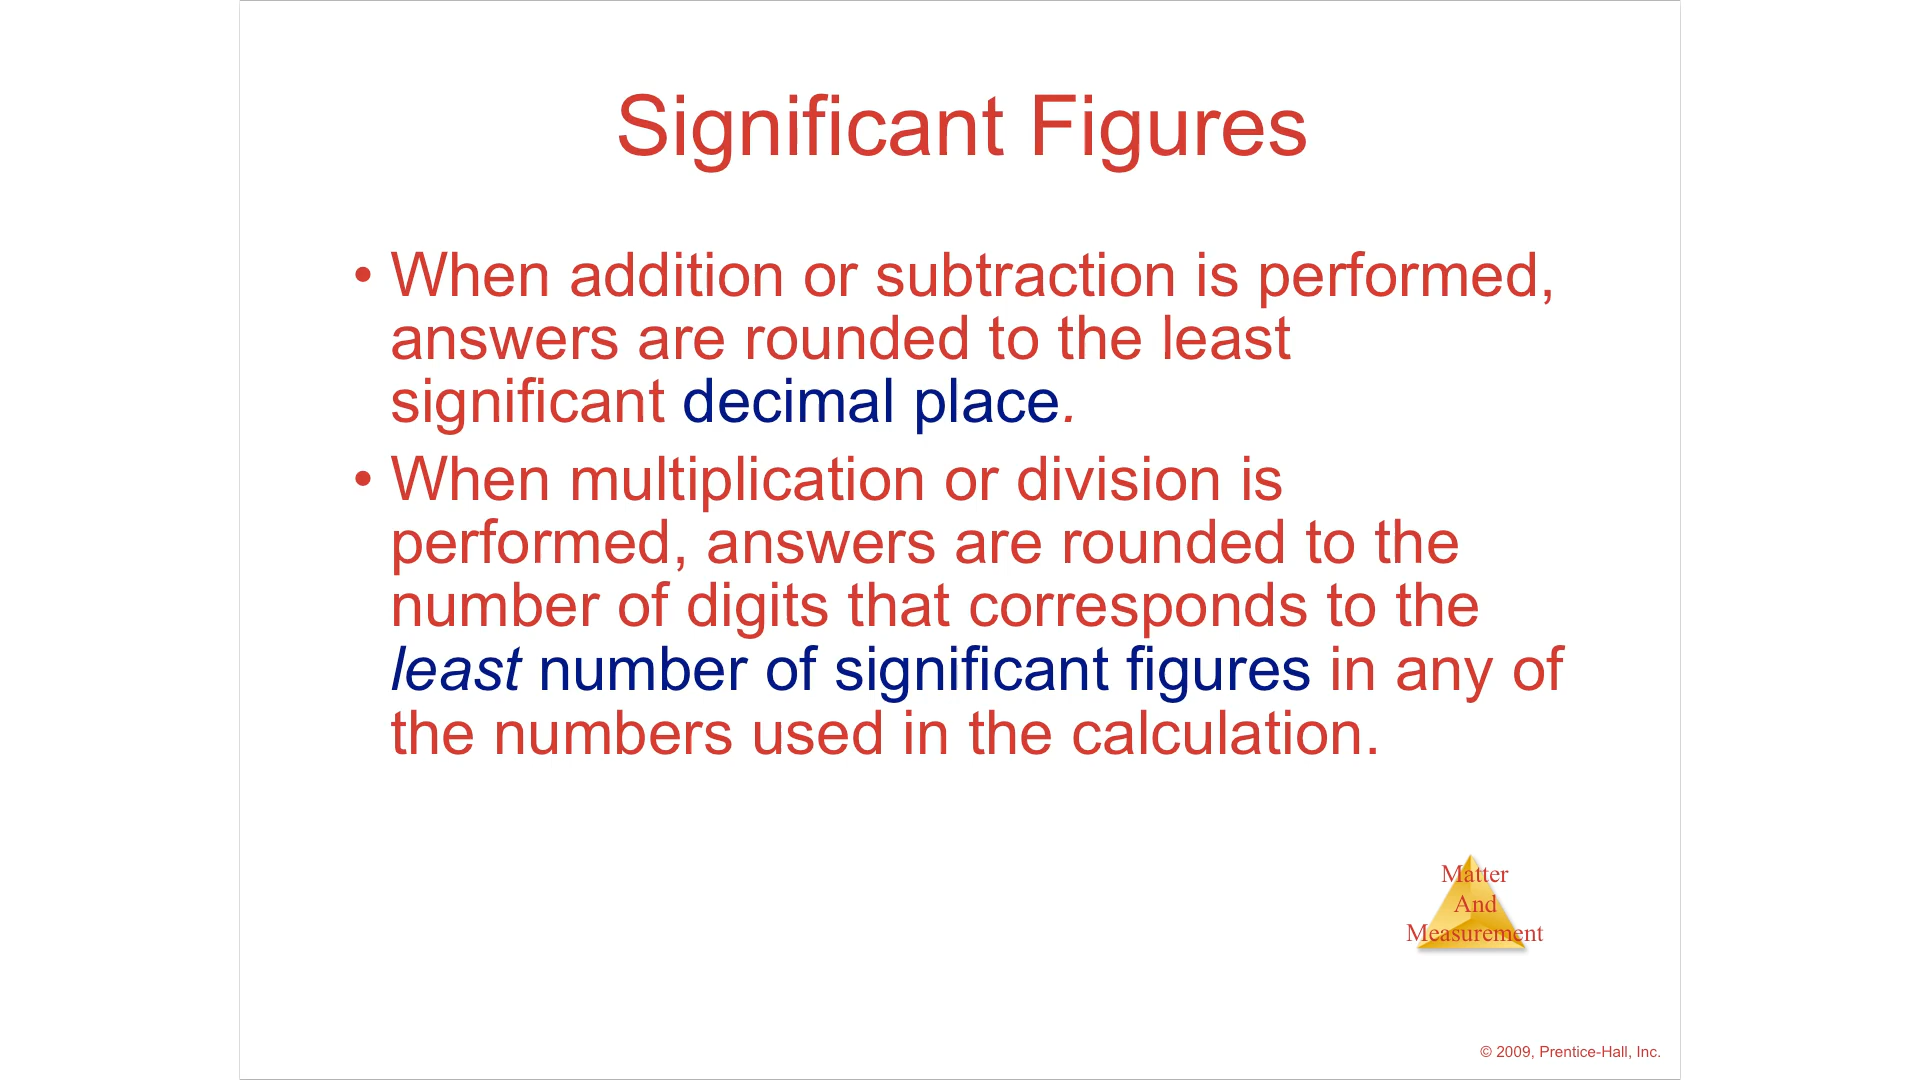 Significant Figures
• When addition or subtraction is performed,
answers are rounded to the least
significant decimal place.
• When multiplication or division is
performed, answers are rounded to the
number of digits that corresponds to the
least number of significant figures in any of
the numbers used in the calculation.
Matter
And
Measurement
© 2009, Prentice-Hall, Inc.